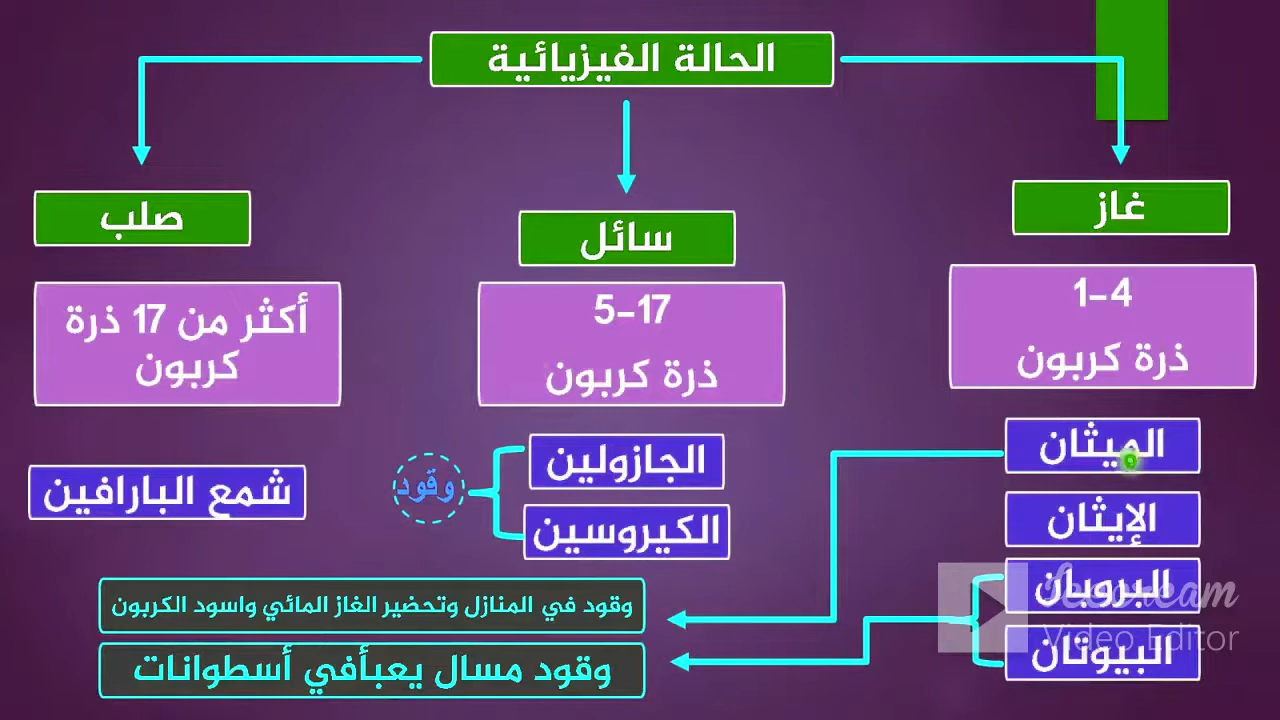 الحالة الفيزيائية
غاز
1-4
ذرة كربون
الميثان
الإيثان
البروبان
البيوتان
سائل
5-17
ذرة كربون
الجازولين
الكيروسين
وقود
صلب
أكثر من 17 ذرة
كربون
شمع البارافين
وقود في المنازل وتحضير الغاز المائي واسود الكربون
وقود مسال يعبأفي أسطوانات
Video Editor